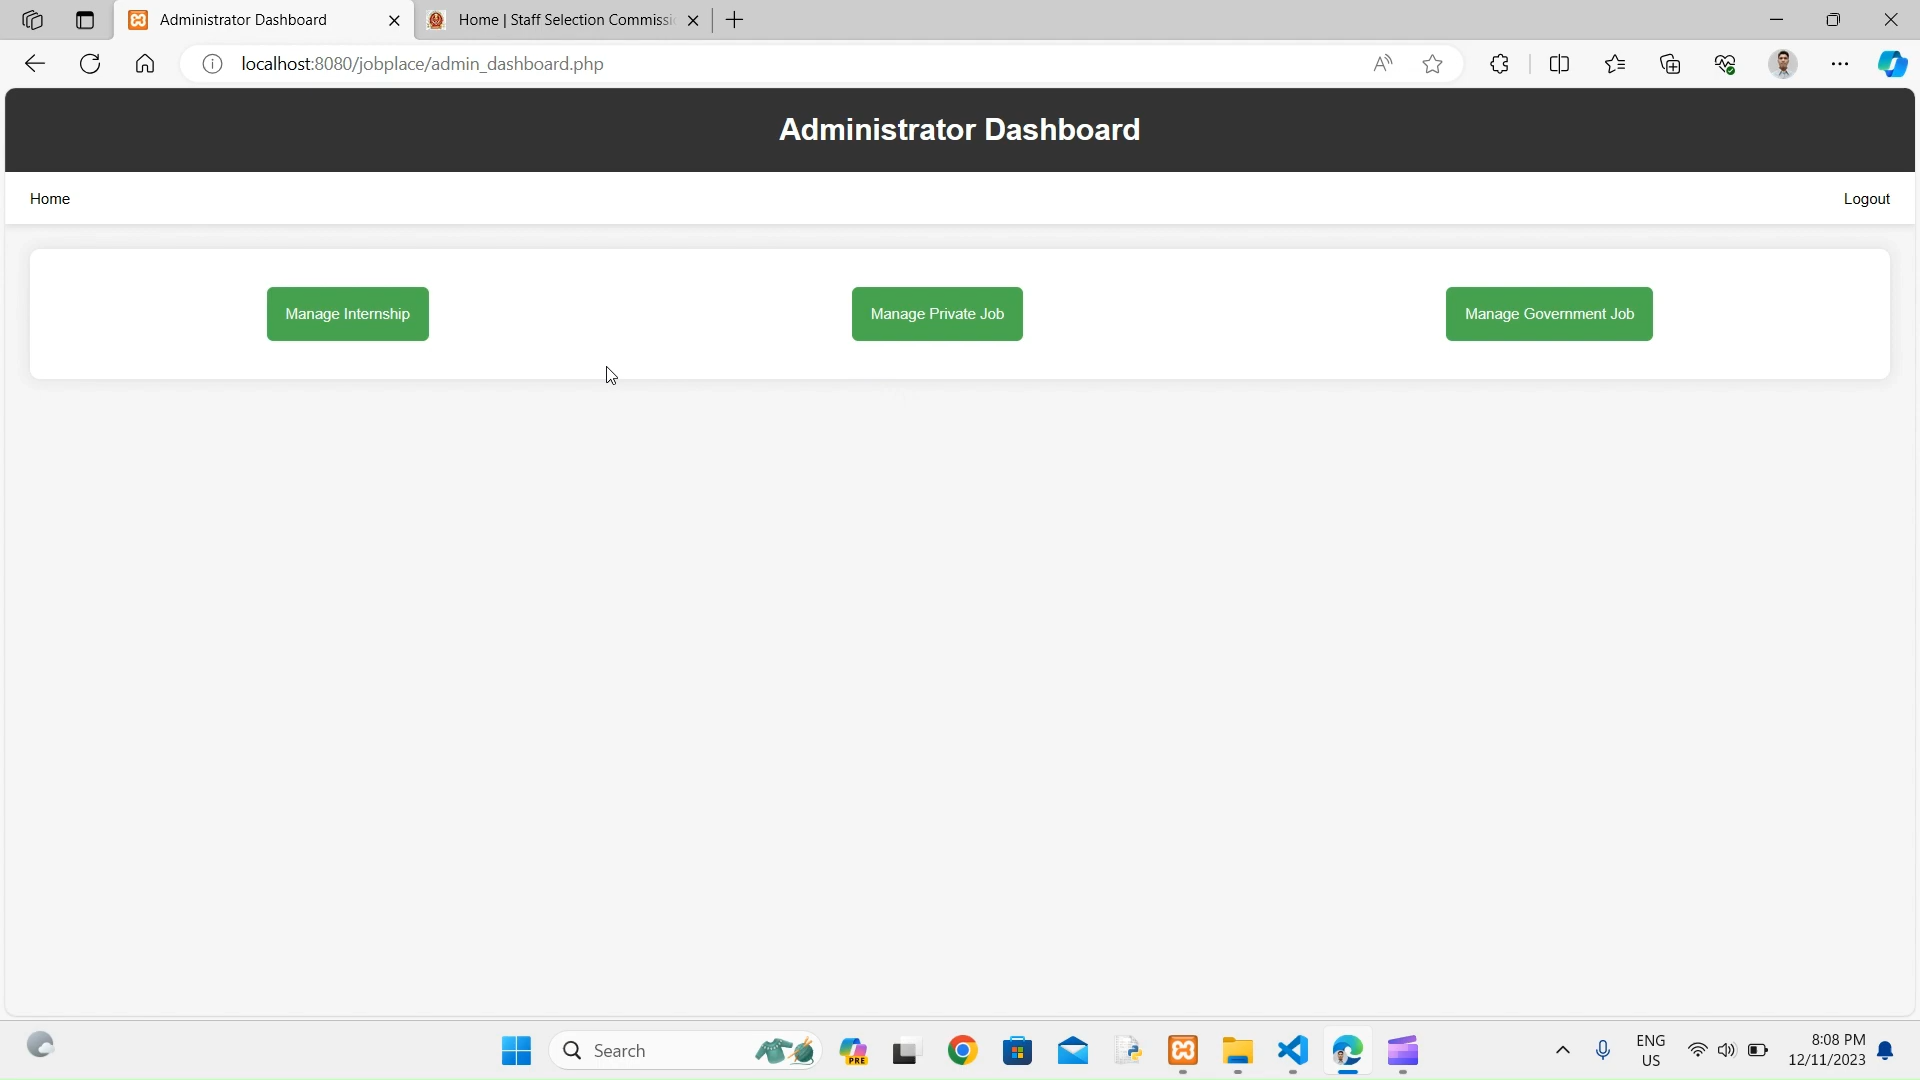 Administrator Dashboard
Home | Staff Selection Commissi
localhost:8080/jobplace/admin_dashboard.php
Administrator Dashboard
Home
Logout
Manage Internship
Manage Private Job
Manage Government Job
Search
PRE
ENG
US
8:08 PM
12/11/2023